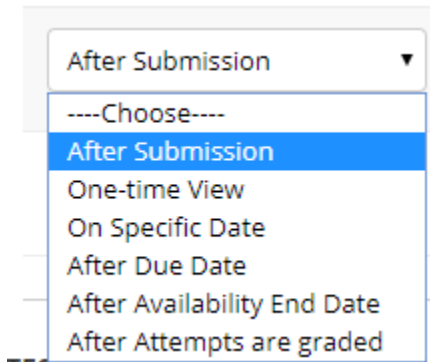 After Submission
----Choose----
After Submission
One-time View
On Specific Date
After Due Date
After Availability End Date
After Attempts are graded